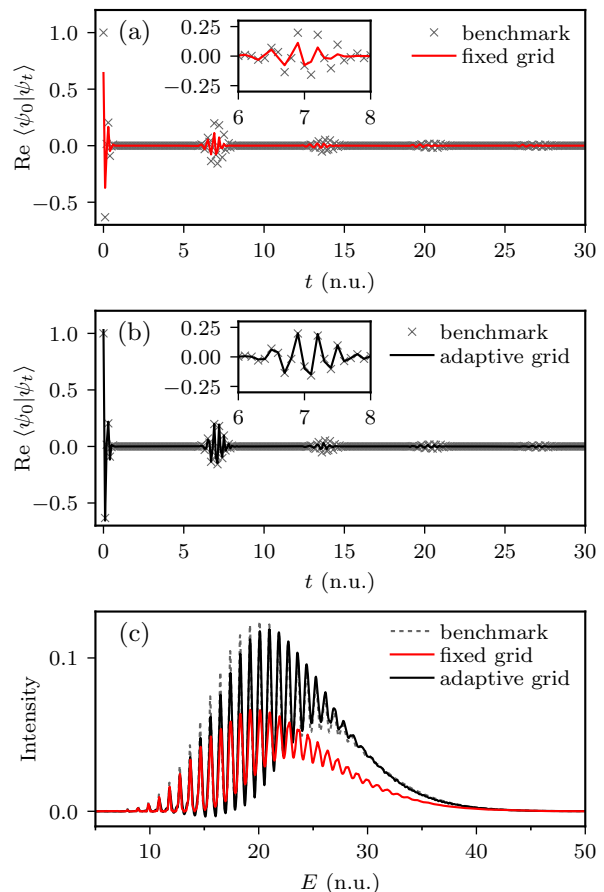 (a)
benchmark
fixed grid
0.25
0.00
−0.25
6
7
8
1.0
0.5
0.0
−0.5
Re ⟨ψ₀|ψₜ⟩
0
5
10
15
20
25
30
t (n.u.)
(b)
benchmark
adaptive grid
0.25
0.00
−0.25
6
7
8
1.0
0.5
0.0
−0.5
Re ⟨ψ₀|ψₜ⟩
0
5
10
15
20
25
30
t (n.u.)
(c)
benchmark
fixed grid
adaptive grid
0.1
0.0
Intensity
10
20
30
40
50
E (n.u.)